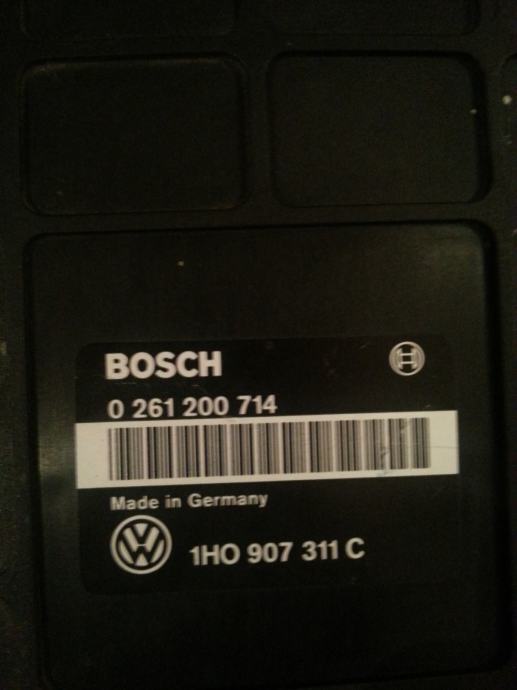 BOSCH
0 261 200 714
Made in Germany
1HO 907 311 C